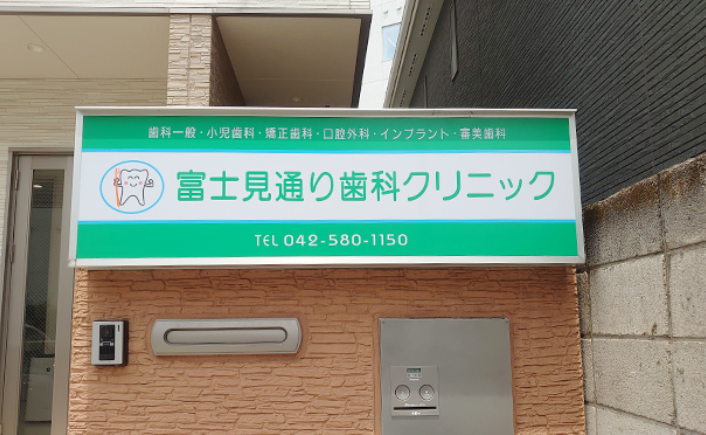 歯科一般・小児歯科・矯正歯科・口腔外科・インプラント・審美歯科
富士見通り歯科クリニック
TEL 042-580-1150